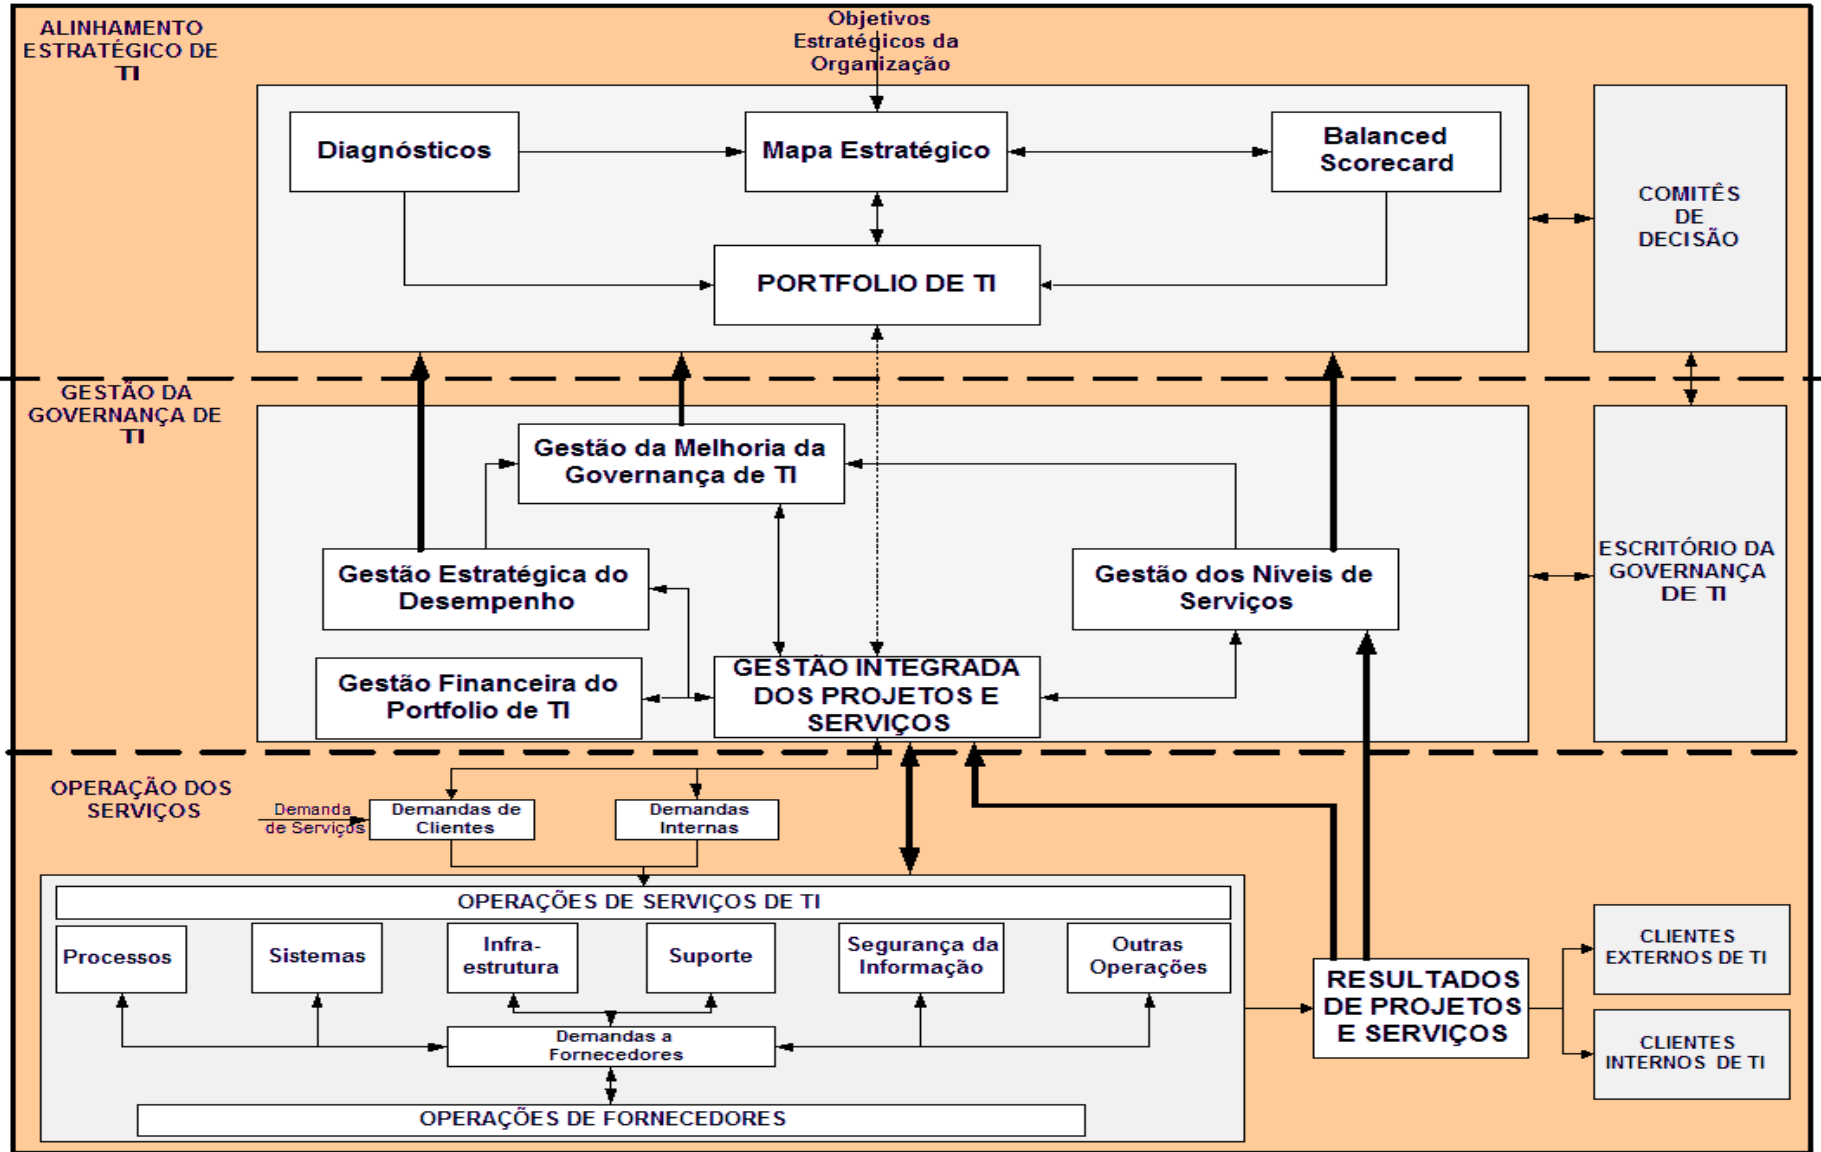 ALINHAMENTO
ESTRATÉGICO DE
TI
Objetivos
Estratégicos da
Organização
Diagnósticos
Mapa Estratégico
Balanced
Scorecard
PORTFOLIO DE TI
COMITÊS
DE
DECISÃO
GESTÃO DA
GOVERNANÇA DE
TI
Gestão da Melhoria da
Governança de TI
Gestão Estratégica do
Desempenho
Gestão dos Níveis de
Serviços
Gestão Financeira do
Portfolio de TI
GESTÃO INTEGRADA
DOS PROJETOS E
SERVIÇOS
ESCRITÓRIO DA
GOVERNANÇA
DE TI
OPERAÇÃO DOS
SERVIÇOS
Demanda
de Serviços
Demandas de
Clientes
Demandas
Internas
OPERAÇÕES DE SERVIÇOS DE TI
Processos
Sistemas
Infra-
estrutura
Suporte
Segurança da
Informação
Outras
Operações
Demandas a
Fornecedores
OPERAÇÕES DE FORNECEDORES
RESULTADOS
DE PROJETOS
E SERVIÇOS
CLIENTES
EXTERNOS DE TI
CLIENTES
INTERNOS DE TI